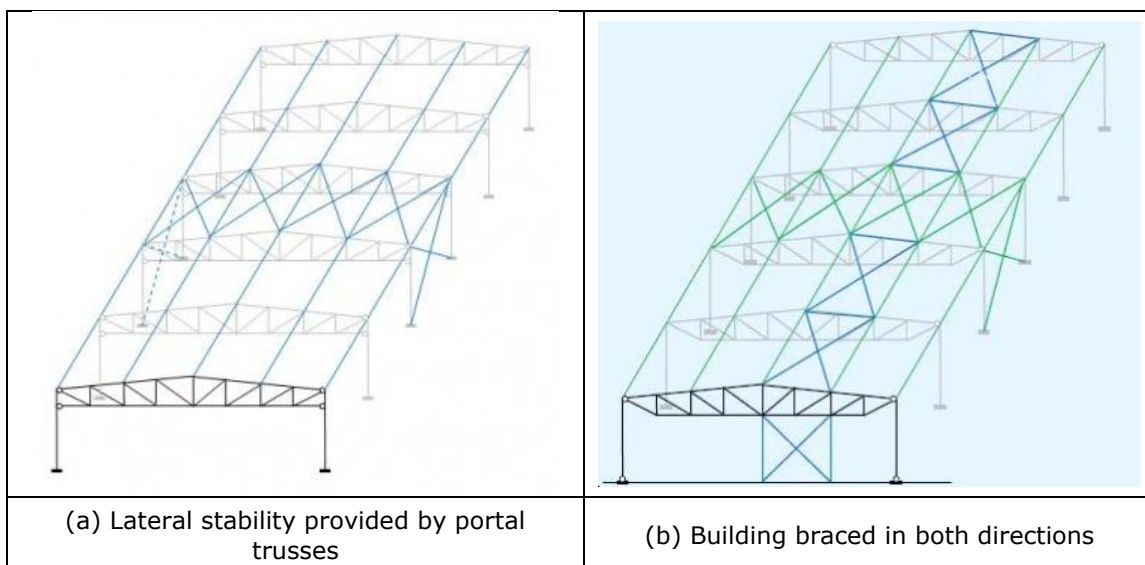 (a) Lateral stability provided by portal
trusses
(b) Building braced in both directions